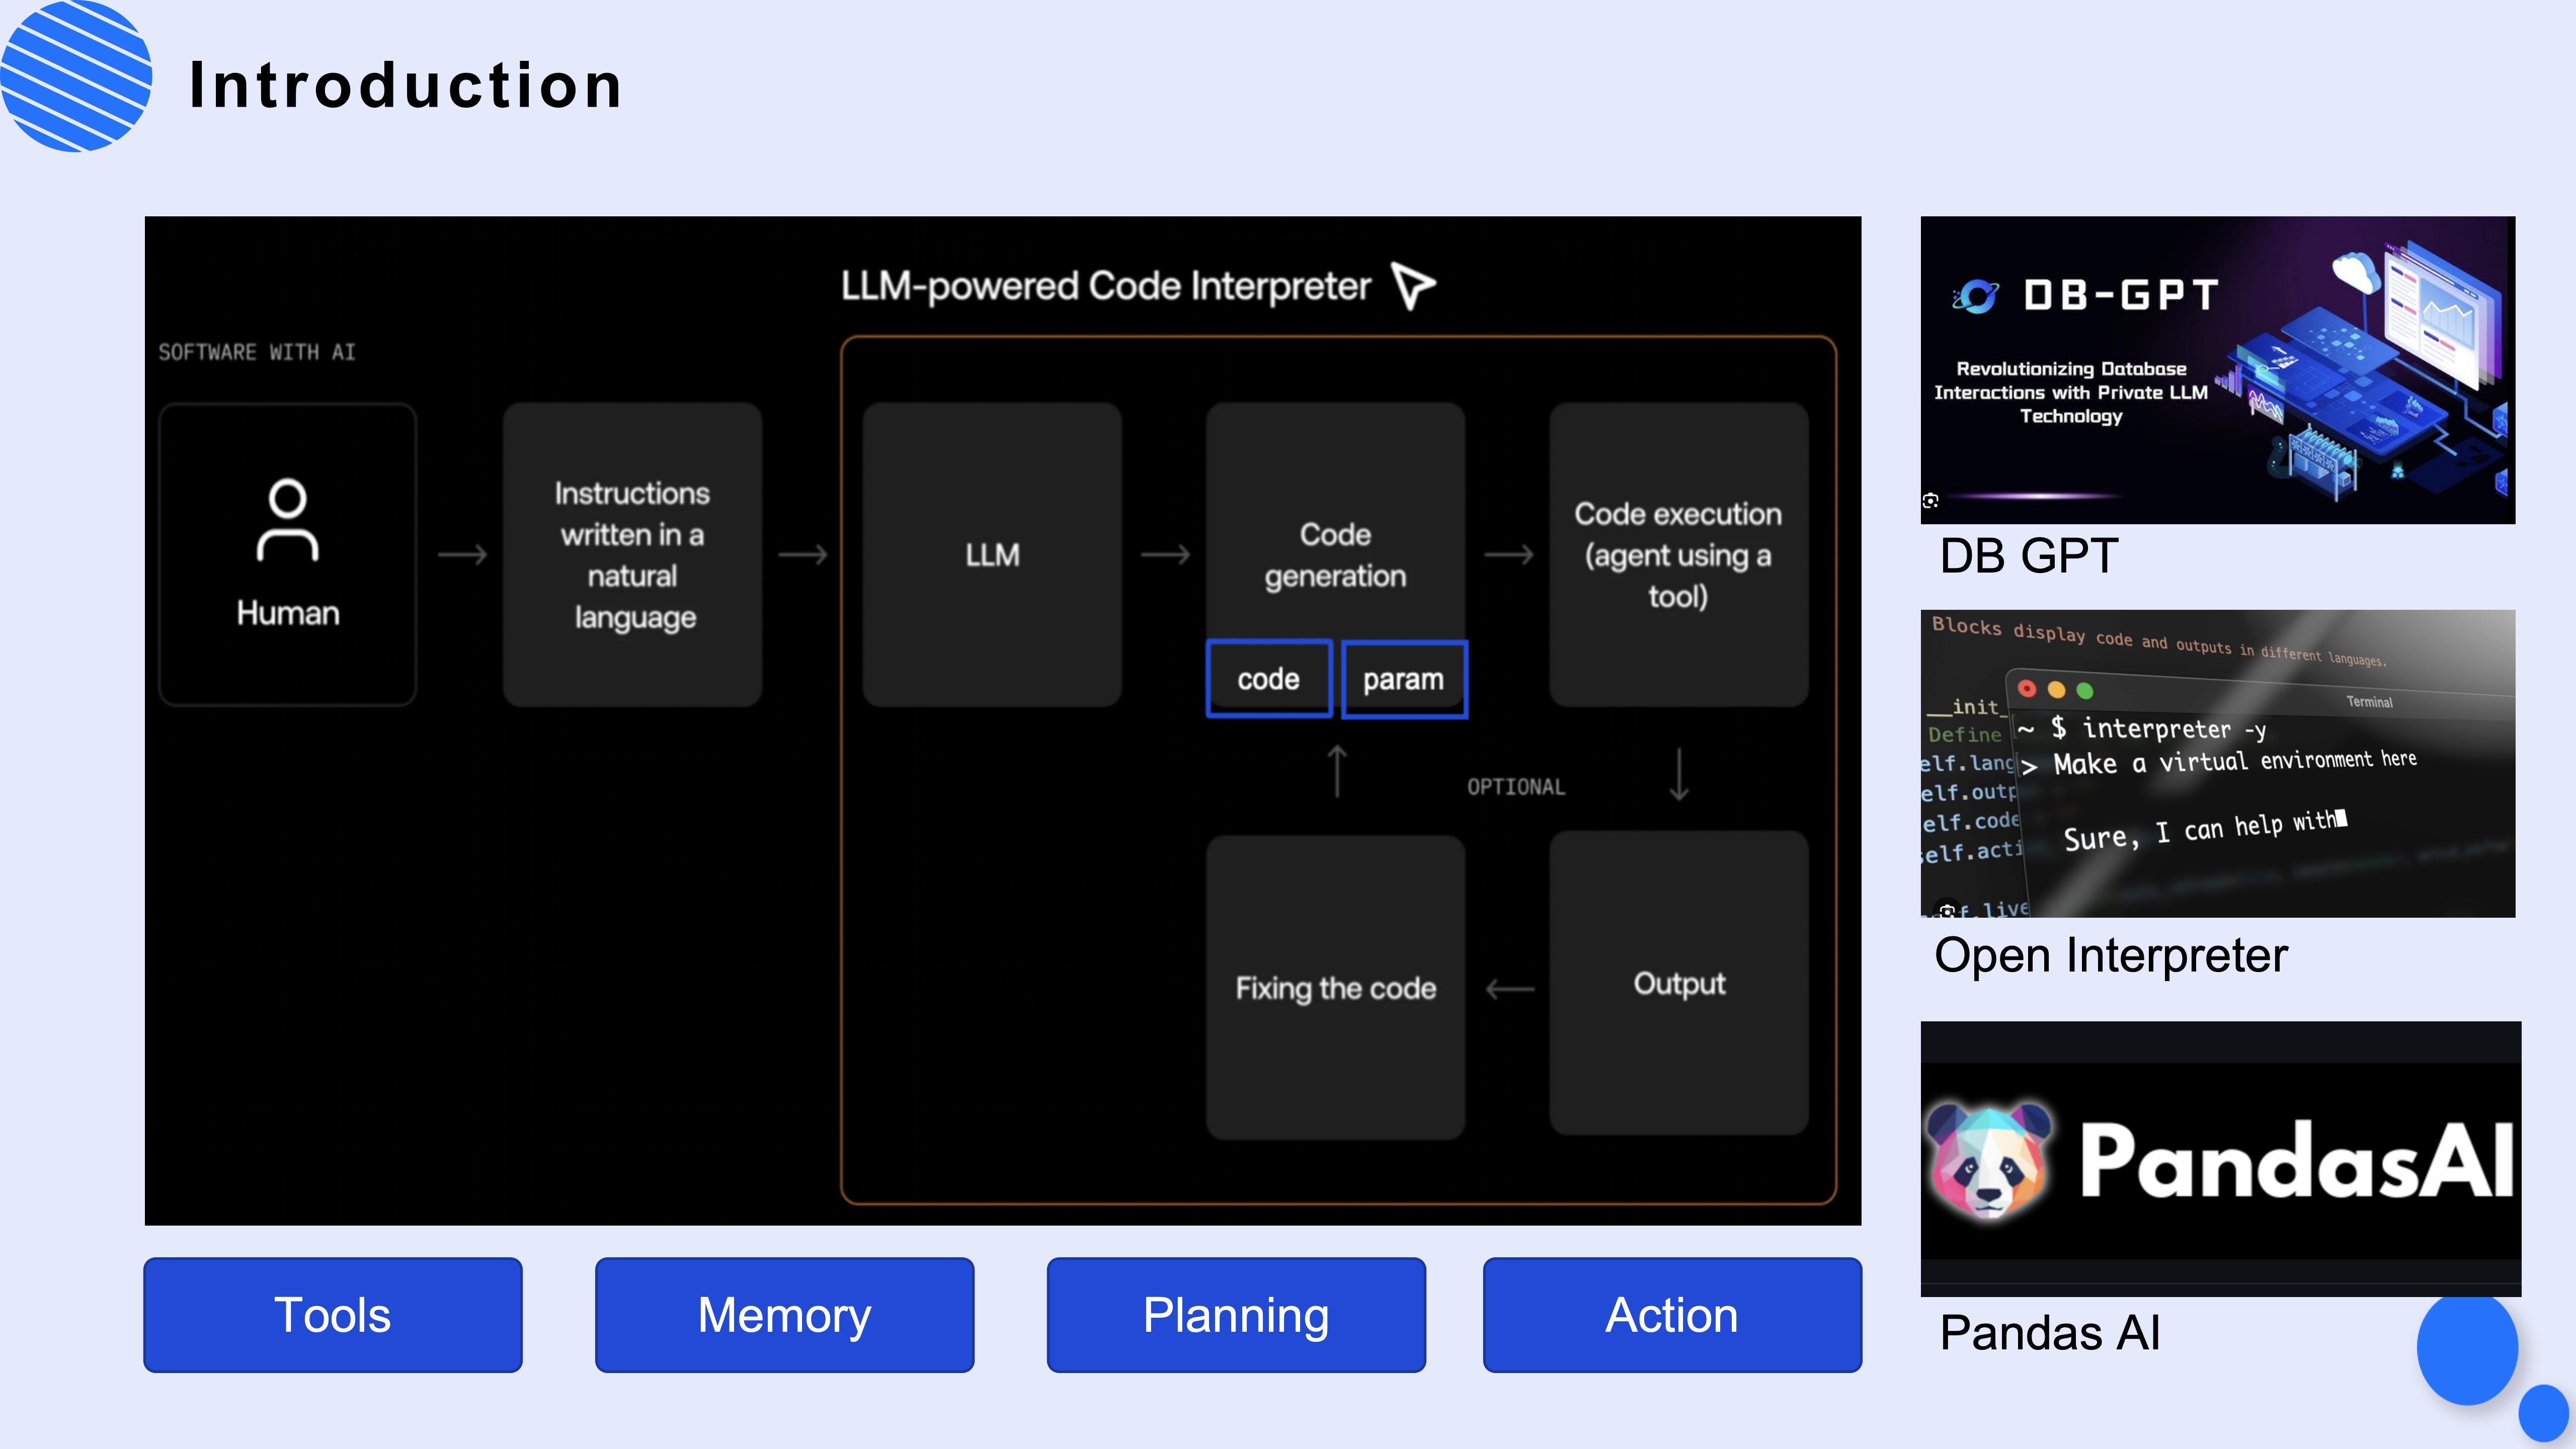 Introduction
LLM-powered Code Interpreter
SOFTWARE WITH AI
Human
Instructions
written in a
natural
language
LLM
Code
generation
code
param
Code execution
(agent using a
tool)
OPTIONAL
Fixing the code
Output
Tools
Memory
Planning
Action
DB-GPT
Revolutionizing Database
Interactions with Private LLM
Technology
DB GPT
Blocks display code and outputs in different languages.
Terminal
__init_
~ $ interpreter -y
Define
> Make a virtual environment here
elf.lang
elf.outp
elf.code
Sure, I can help with
self.acti
f.live
Open Interpreter
PandasAI
Pandas AI